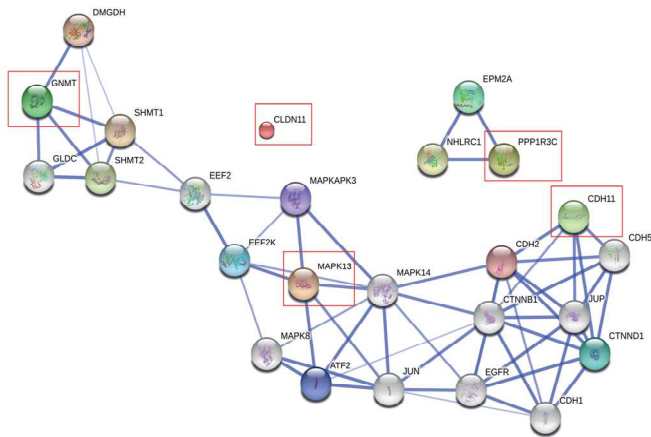 DMGDH
GNMT
EPM2A
SHMT1
CLDN11
NHLRC1
PPP1R3C
GLDC
SHMT2
EEF2
MAPKAPK3
CDH11
CDH2
CDH5
EEF2K
MAPK13
MAPK14
CTNNB1
JUP
MAPK8
CTNND1
ATF2
JUN
EGFR
CDH1